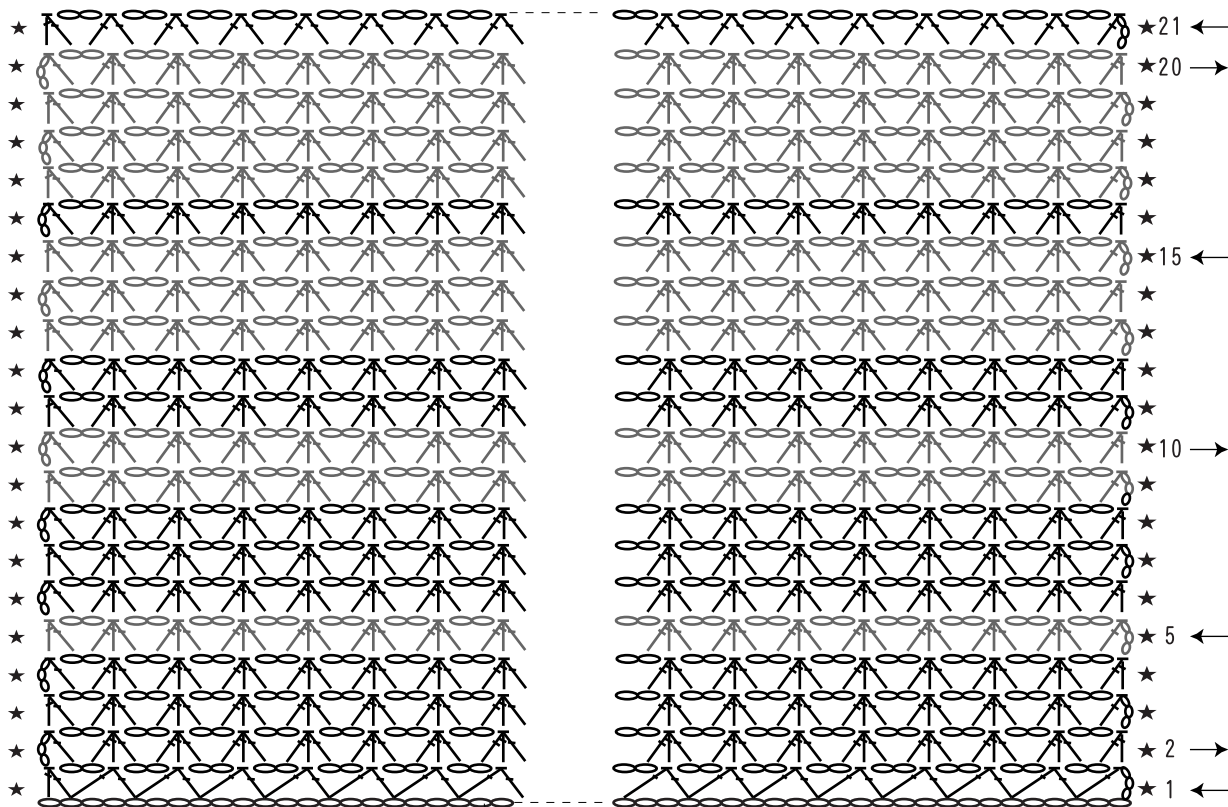 ★ ★ 21 ←
★ ★ 20 →
★ ★
★ ★
★ ★
★ ★
★ ★ 15 ←
★ ★
★ ★
★ ★
★ ★
★ ★ 10 →
★ ★
★ ★
★ ★
★ ★
★ ★ 5 ←
★ ★
★ ★
★ ★ 2 →
★ ★ 1 ←